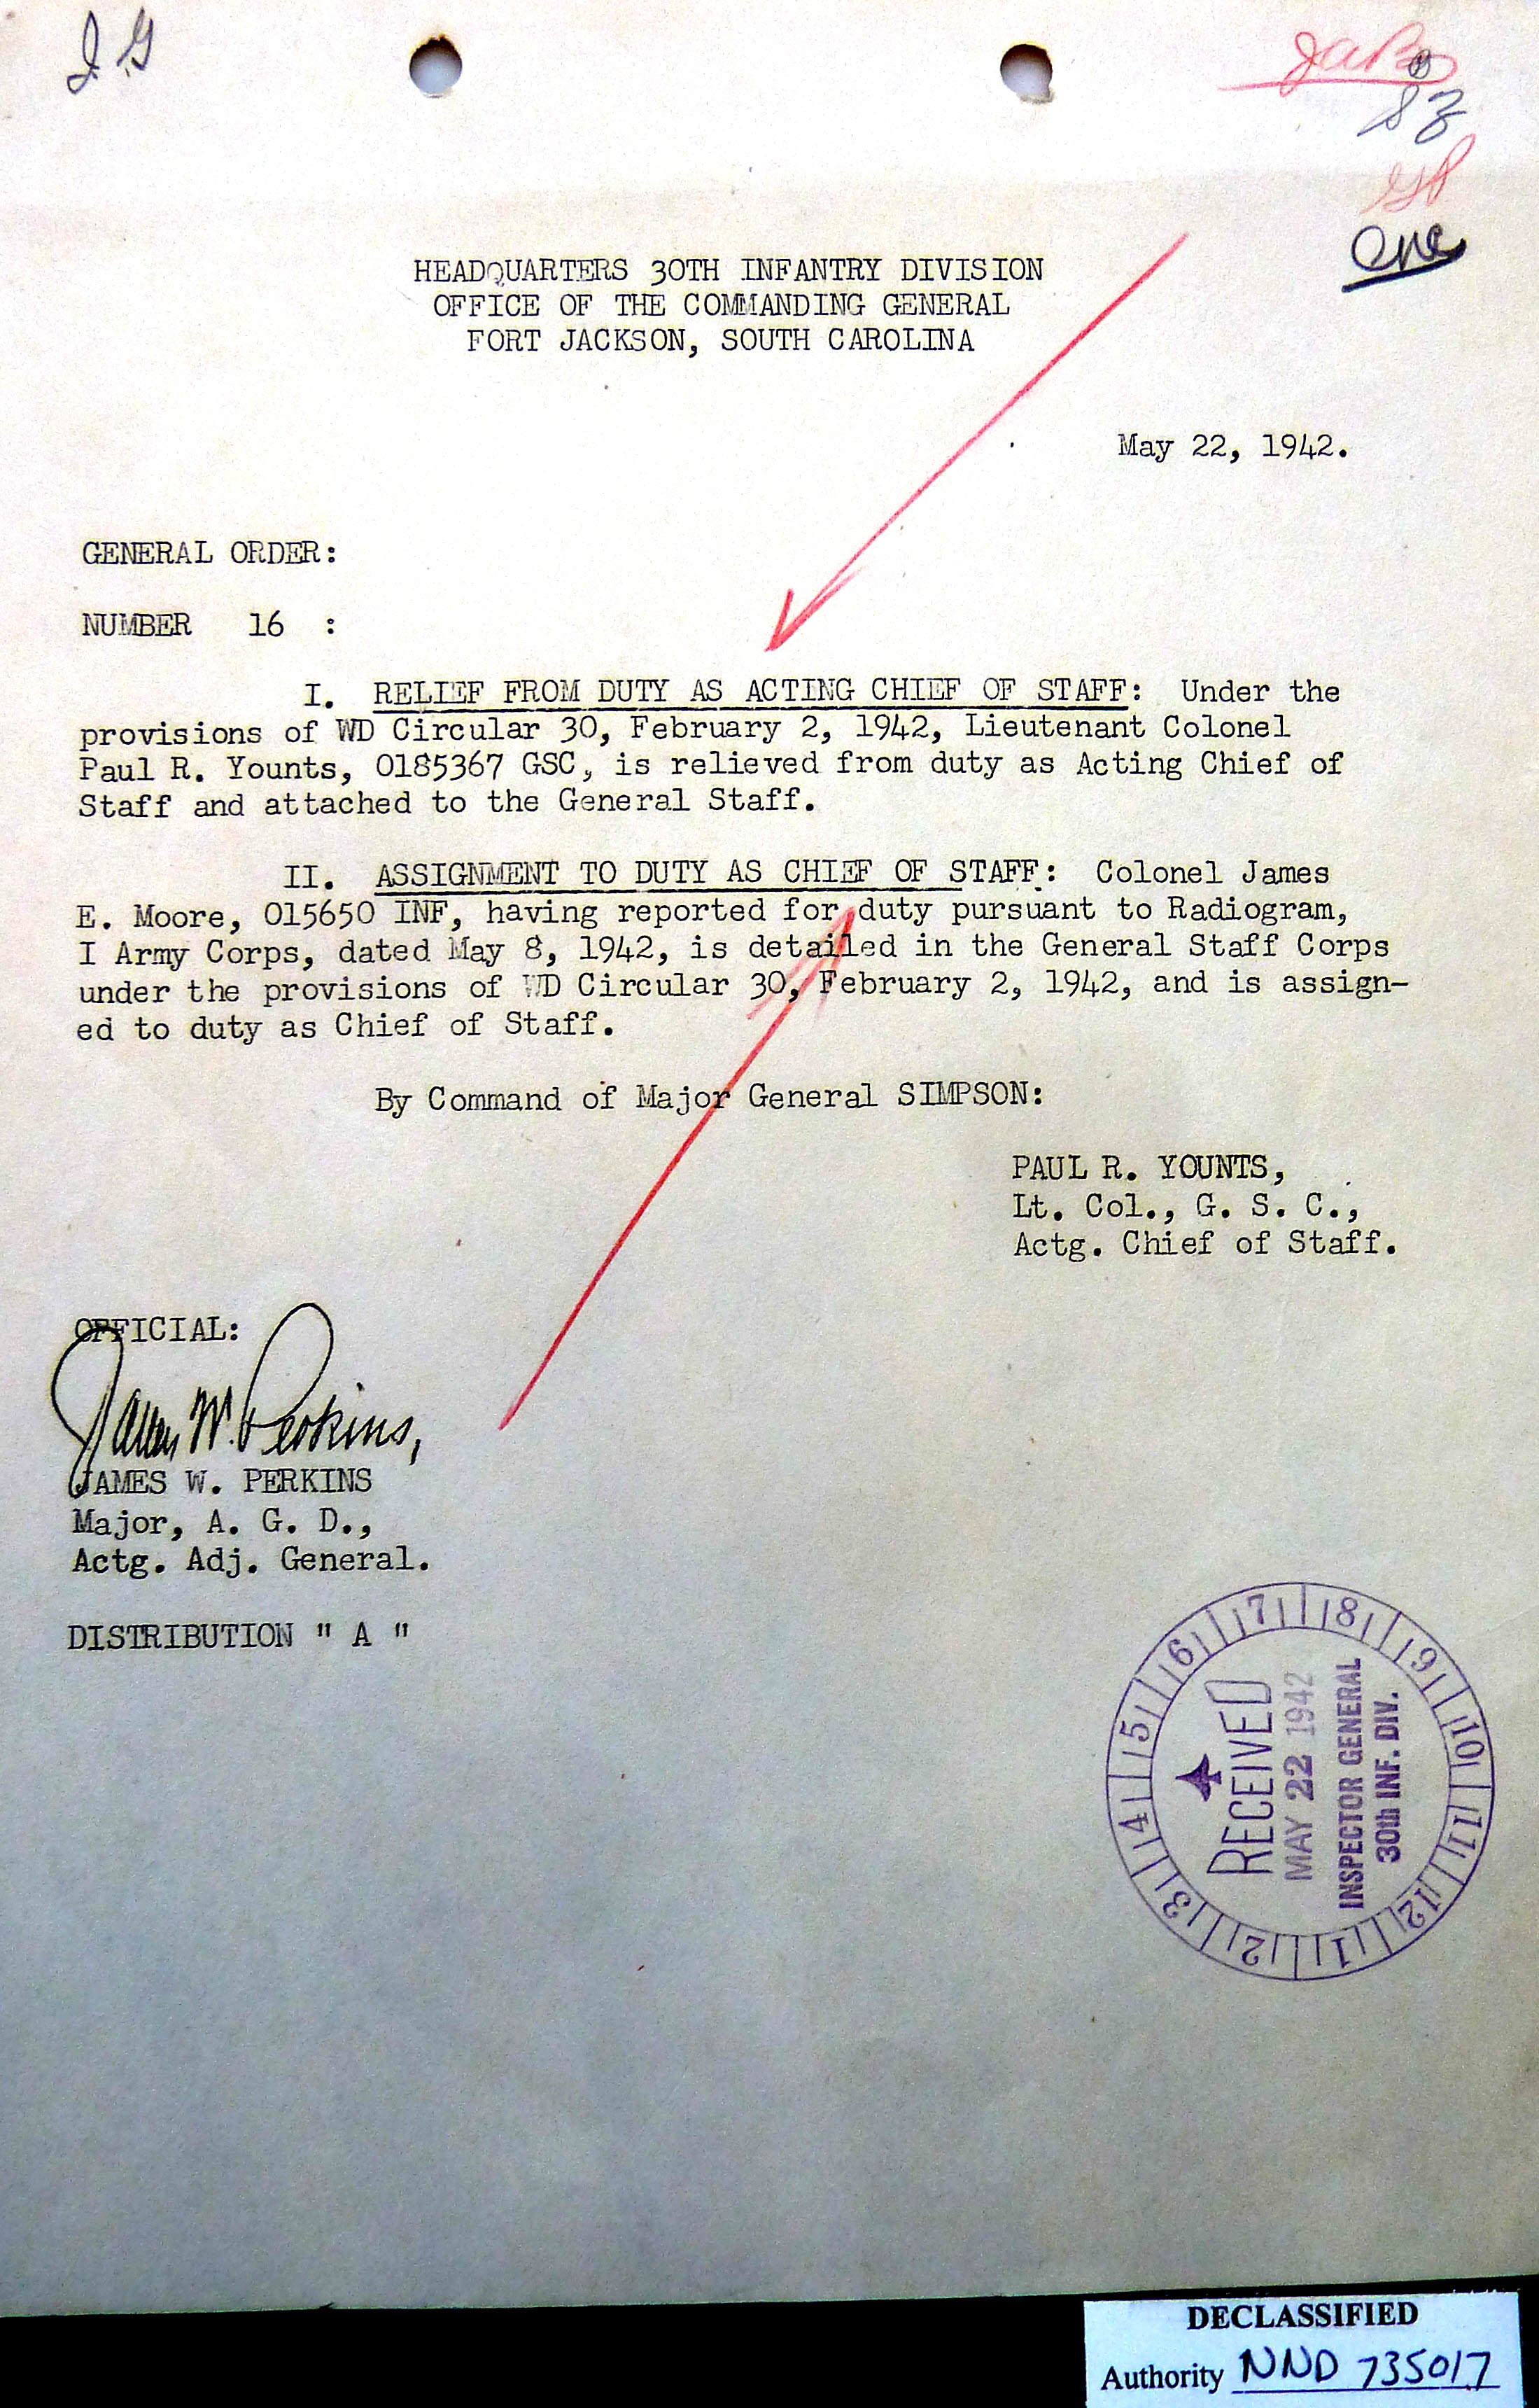 I.G
HEADQUARTERS 30TH INFANTRY DIVISION
OFFICE OF THE COMMANDING GENERAL
FORT JACKSON, SOUTH CAROLINA
May 22, 1942.
GENERAL ORDER:
NUMBER 16 :
I. RELIEF FROM DUTY AS ACTING CHIEF OF STAFF: Under the
provisions of WD Circular 30, February 2, 1942, Lieutenant Colonel
Paul R. Younts, O185367 GSC, is relieved from duty as Acting Chief of
Staff and attached to the General Staff.
II. ASSIGNMENT TO DUTY AS CHIEF OF STAFF: Colonel James
E. Moore, O15650 INF, having reported for duty pursuant to Radiogram,
I Army Corps, dated May 8, 1942, is detailed in the General Staff Corps
under the provisions of WD Circular 30, February 2, 1942, and is assign-
ed to duty as Chief of Staff.
By Command of Major General SIMPSON:
PAUL R. YOUNTS,
Lt. Col., G. S. C.,
Actg. Chief of Staff.
OFFICIAL:
James W. Perkins,
JAMES W. PERKINS
Major, A. G. D.,
Actg. Adj. General.
DISTRIBUTION " A "
1 2 3 4 5 6 7 8 9 10 11 12
RECEIVED
MAY 22 1942
INSPECTOR GENERAL
30th INF. DIV.
DECLASSIFIED
Authority NND 735017